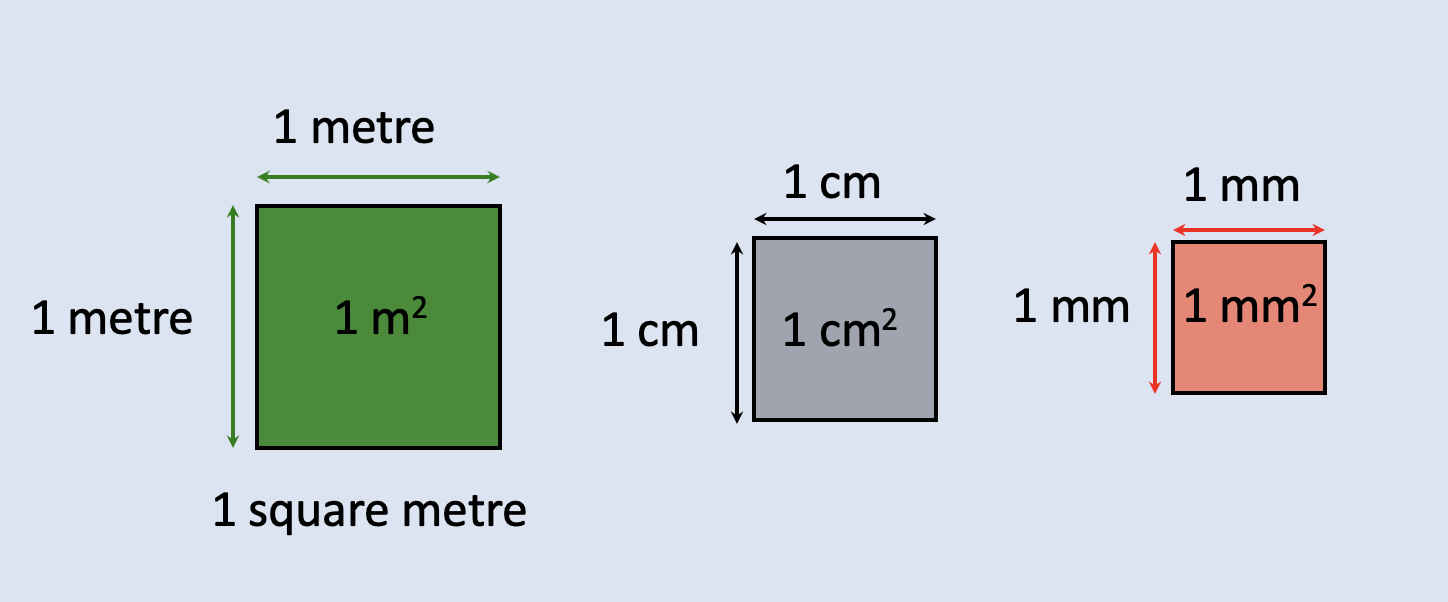 1 metre
1 metre
1 m²
1 square metre
1 cm
1 cm
1 cm²
1 mm
1 mm
1 mm²